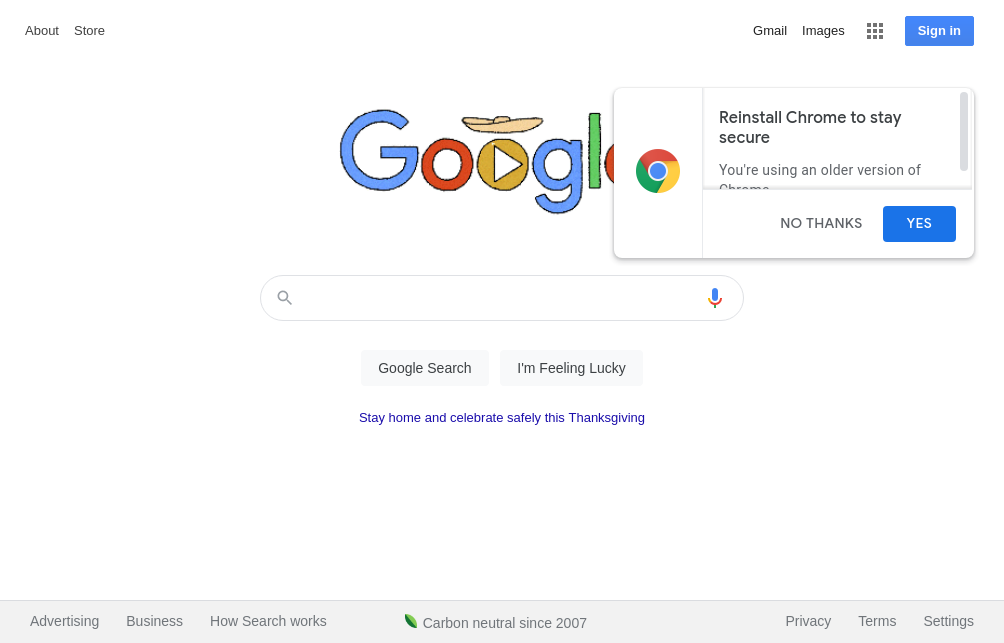 About Store
Gmail Images Sign in
Google
Reinstall Chrome to stay
secure
You're using an older version of
Chrome
NO THANKS YES
Google Search I'm Feeling Lucky
Stay home and celebrate safely this Thanksgiving
Advertising Business How Search works Carbon neutral since 2007 Privacy Terms Settings